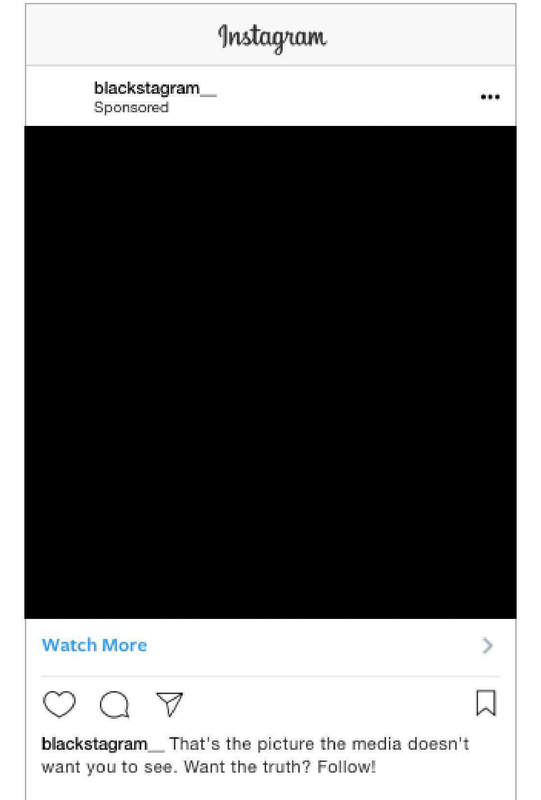 Instagram
blackstagram__
Sponsored
Watch More
blackstagram__ That's the picture the media doesn't
want you to see. Want the truth? Follow!